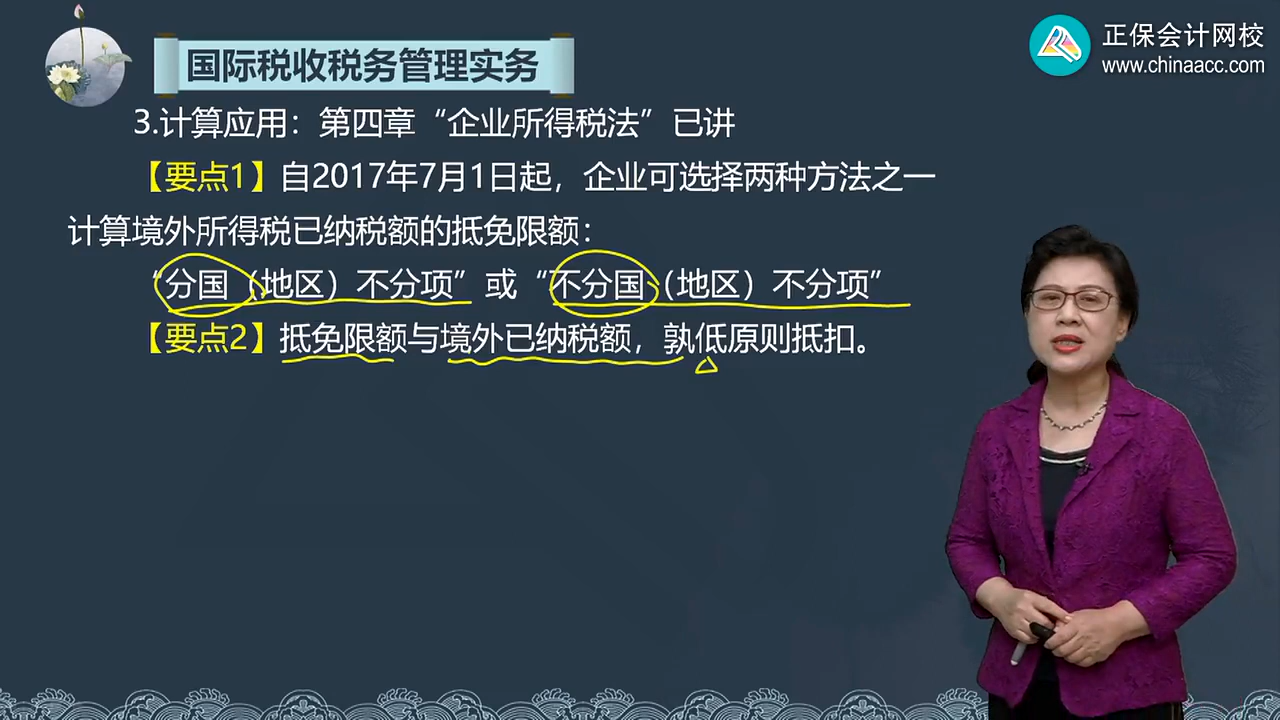 国际税收税务管理实务
正保会计网校
www.chinaacc.com
3.计算应用：第四章“企业所得税法”已讲
【要点1】自2017年7月1日起，企业可选择两种方法之一
计算境外所得税已纳税额的抵免限额：
“分国（地区）不分项”或“不分国（地区）不分项”
【要点2】抵免限额与境外已纳税额，孰低原则抵扣。